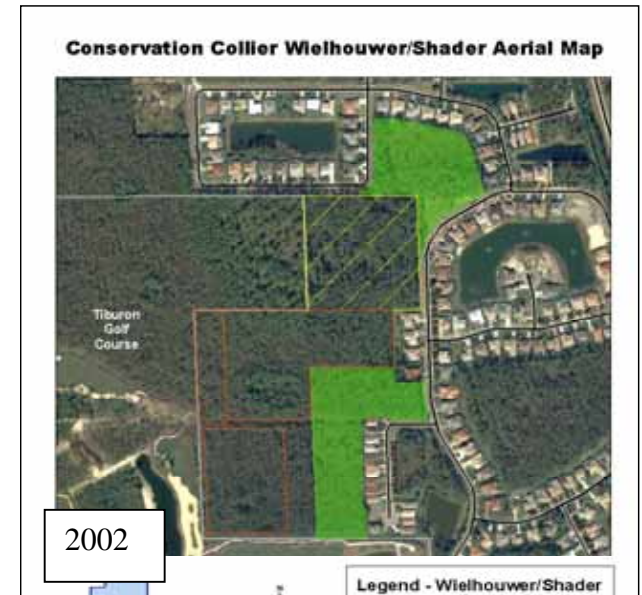 Conservation Collier Wielhouwer/Shader Aerial Map
Tiburon
Golf
Course
2002
Legend - Wielhouwer/Shader